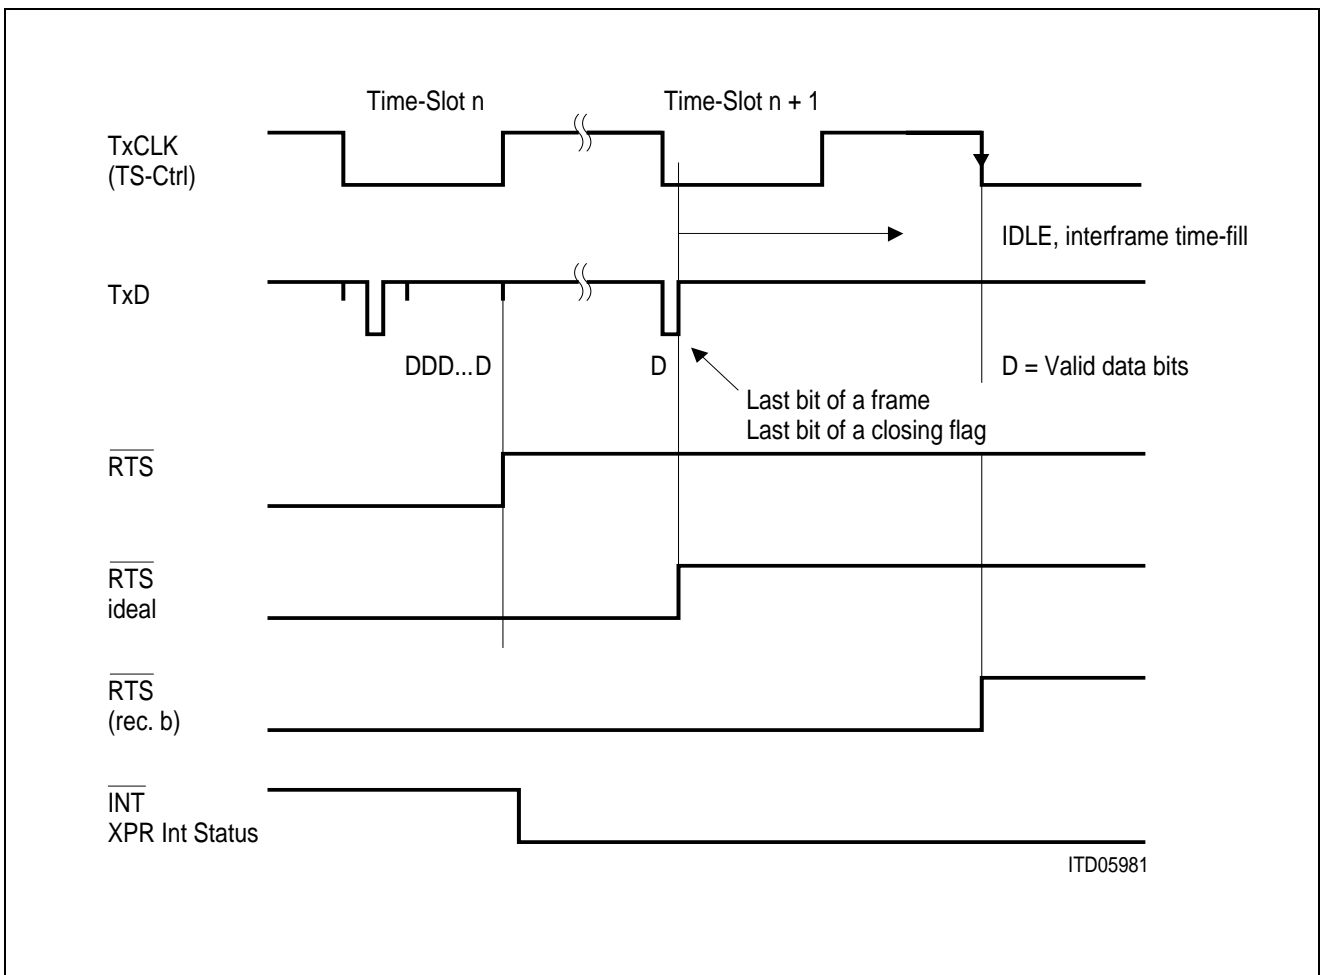 Time-Slot n Time-Slot n + 1
TxCLK
(TS-Ctrl)
IDLE, interframe time-fill
TxD
DDD...D D D = Valid data bits
Last bit of a frame
Last bit of a closing flag
RTS
RTS
ideal
RTS
(rec. b)
INT
XPR Int Status
ITD05981